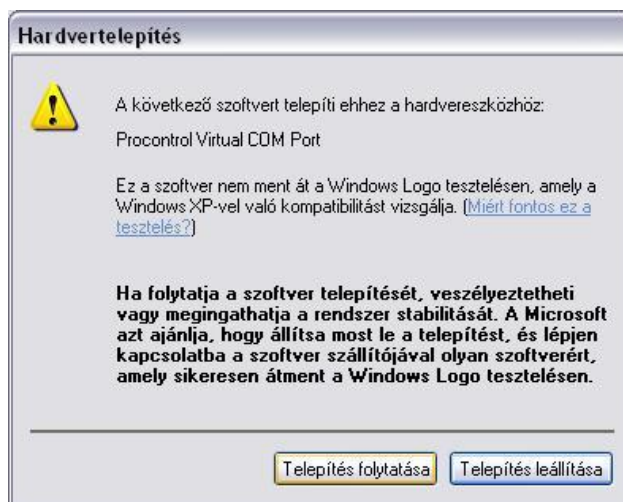 Hardvertelepítés
A következő szoftvert telepíti ehhez a hardvereszközhöz:
Procontrol Virtual COM Port
Ez a szoftver nem ment át a Windows Logo tesztelésen, amely a
Windows XP-vel való kompatibilitást vizsgálja. (Miért fontos ez a
tesztelés?)
Ha folytatja a szoftver telepítését, veszélyeztetheti
vagy megingathatja a rendszer stabilitását. A Microsoft
azt ajánlja, hogy állítsa most le a telepítést, és lépjen
kapcsolatba a szoftver szállítójával olyan szoftverért,
amely sikeresen átment a Windows Logo tesztelésen.
Telepítés folytatása
Telepítés leállítása